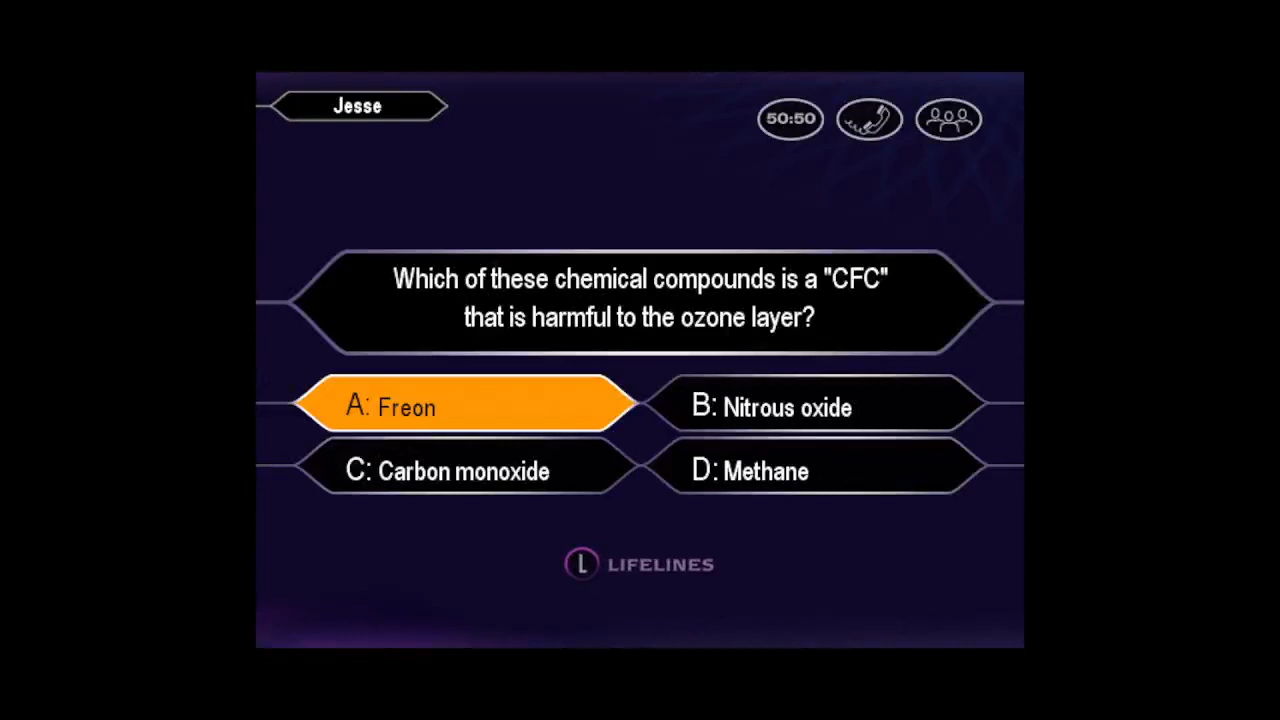 Jesse
50:50
Which of these chemical compounds is a "CFC"
that is harmful to the ozone layer?
A: Freon
B: Nitrous oxide
C: Carbon monoxide
D: Methane
L LIFELINES